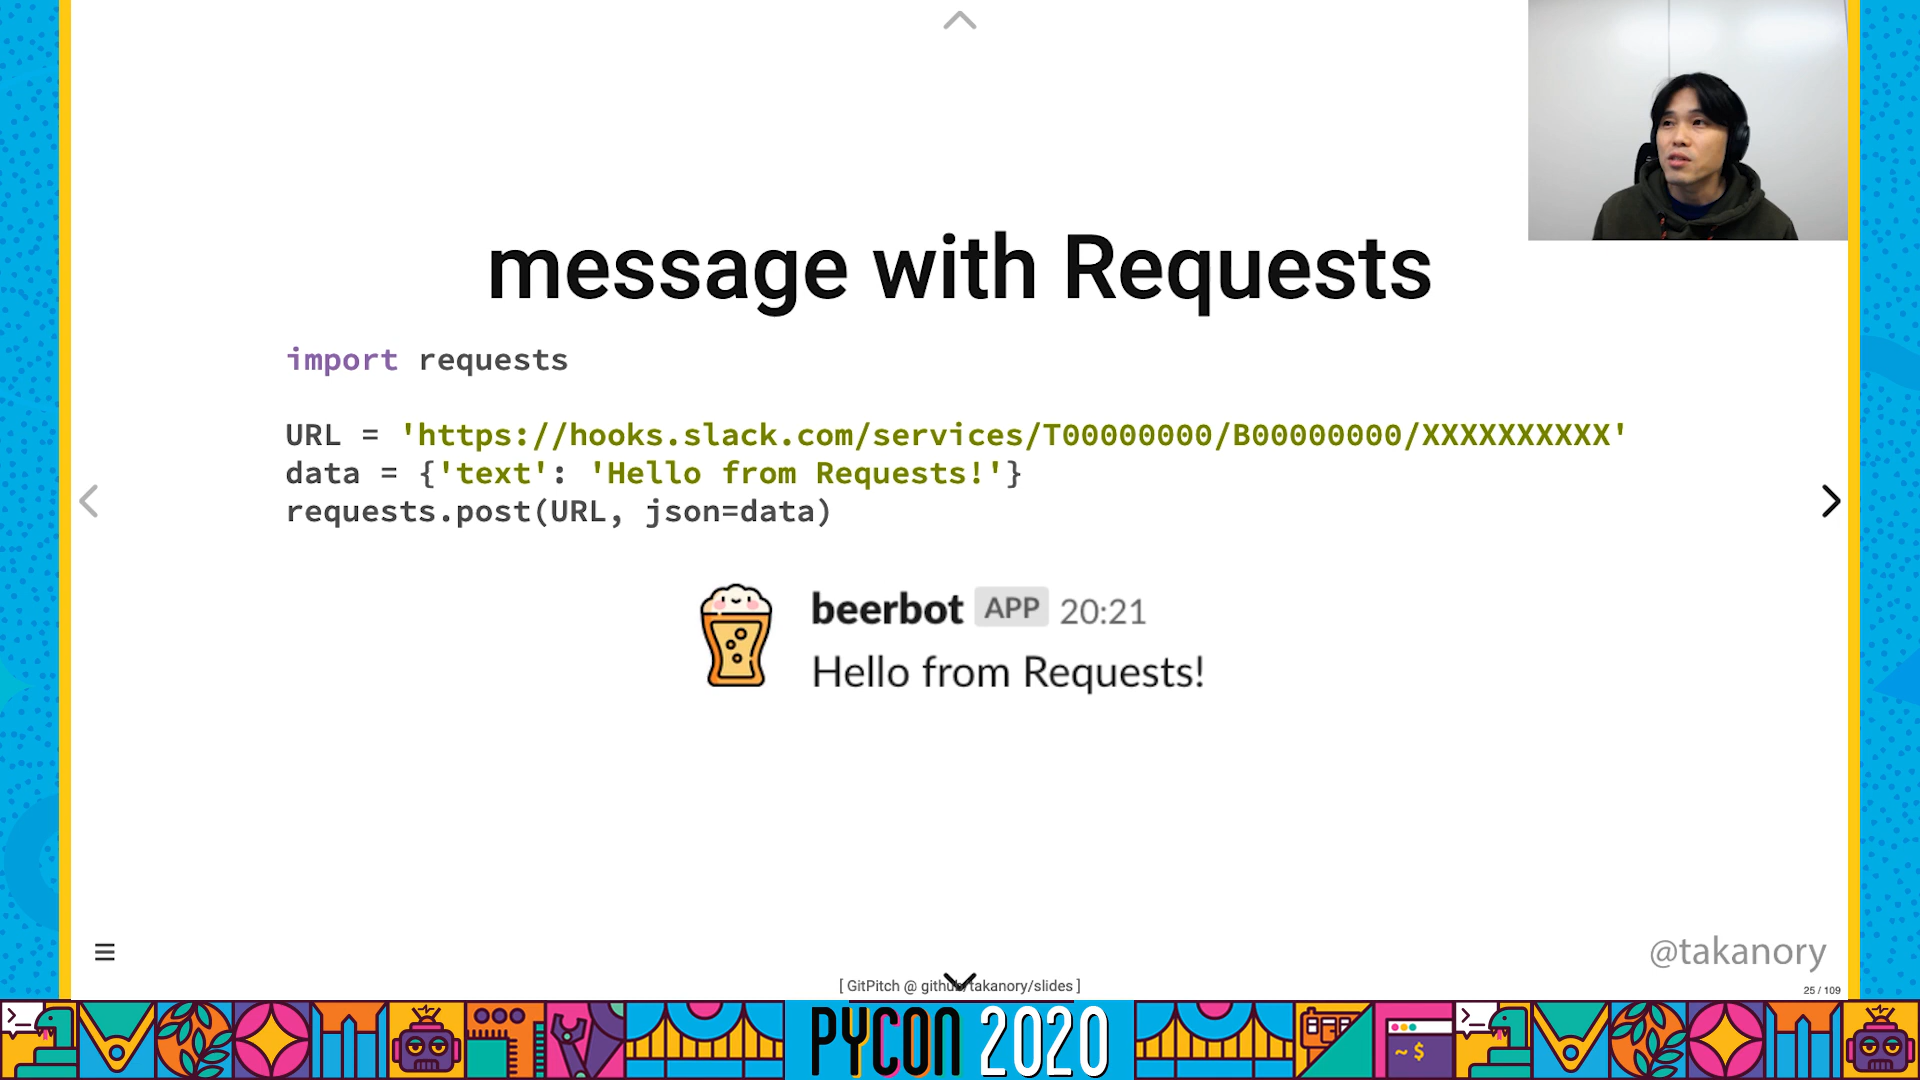 message with Requests
import requests
URL = 'https://hooks.slack.com/services/T00000000/B00000000/XXXXXXXXXX'
data = {'text': 'Hello from Requests!'}
requests.post(URL, json=data)
beerbot APP 20:21
Hello from Requests!
@takanory
[ GitPitch @ github/takanory/slides ]
25 / 109
PYCON 2020
~ $